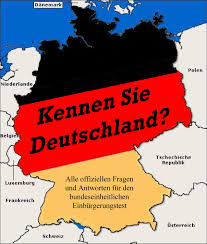 Dänemark
Niederlande
Kennen Sie
Deutschland?
Polen
Belgien
Alle offiziellen Fragen
und Antworten für den
bundeseinheitlichen
Einbürgerungstest
Tschechische
Republik
Luxemburg
Frankreich
Schweiz
Österreich